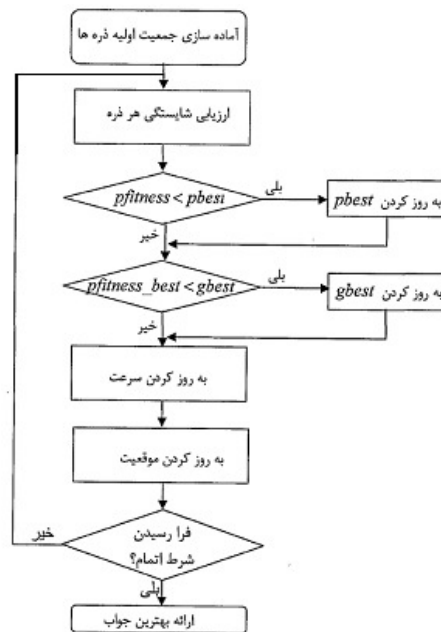 آماده سازی جمعیت اولیه ذره ها
ارزیابی شایستگی هر ذره
pfitness < pbest
بلی
به روز کردن pbest
خیر
pfitness_best < gbest
بلی
به روز کردن gbest
خیر
به روز کردن سرعت
به روز کردن موقعیت
فرا رسیدن
شرط اتمام؟
خیر
بلی
ارائه بهترین جواب